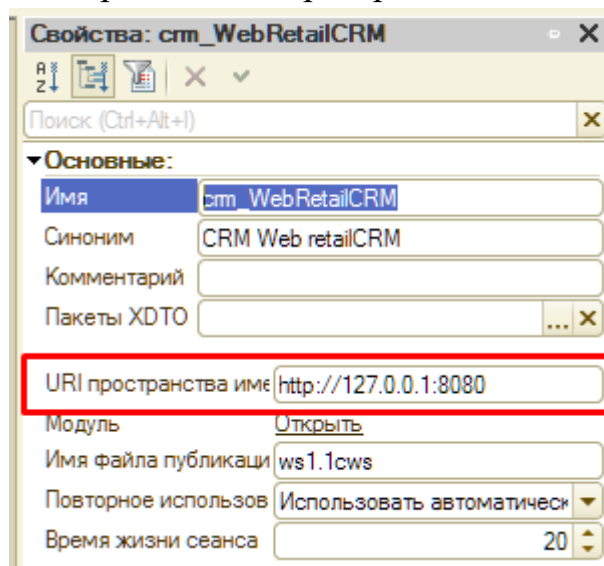 Свойства: crm_WebRetailCRM
Поиск (Ctrl+Alt+I)
Основные:
Имя crm_WebRetailCRM
Синоним CRM Web retailCRM
Комментарий
Пакеты XDTO ...
URI пространства име http://127.0.0.1:8080
Модуль Открыть
Имя файла публикаци ws1.1cws
Повторное использов Использовать автоматическ
Время жизни сеанса 20